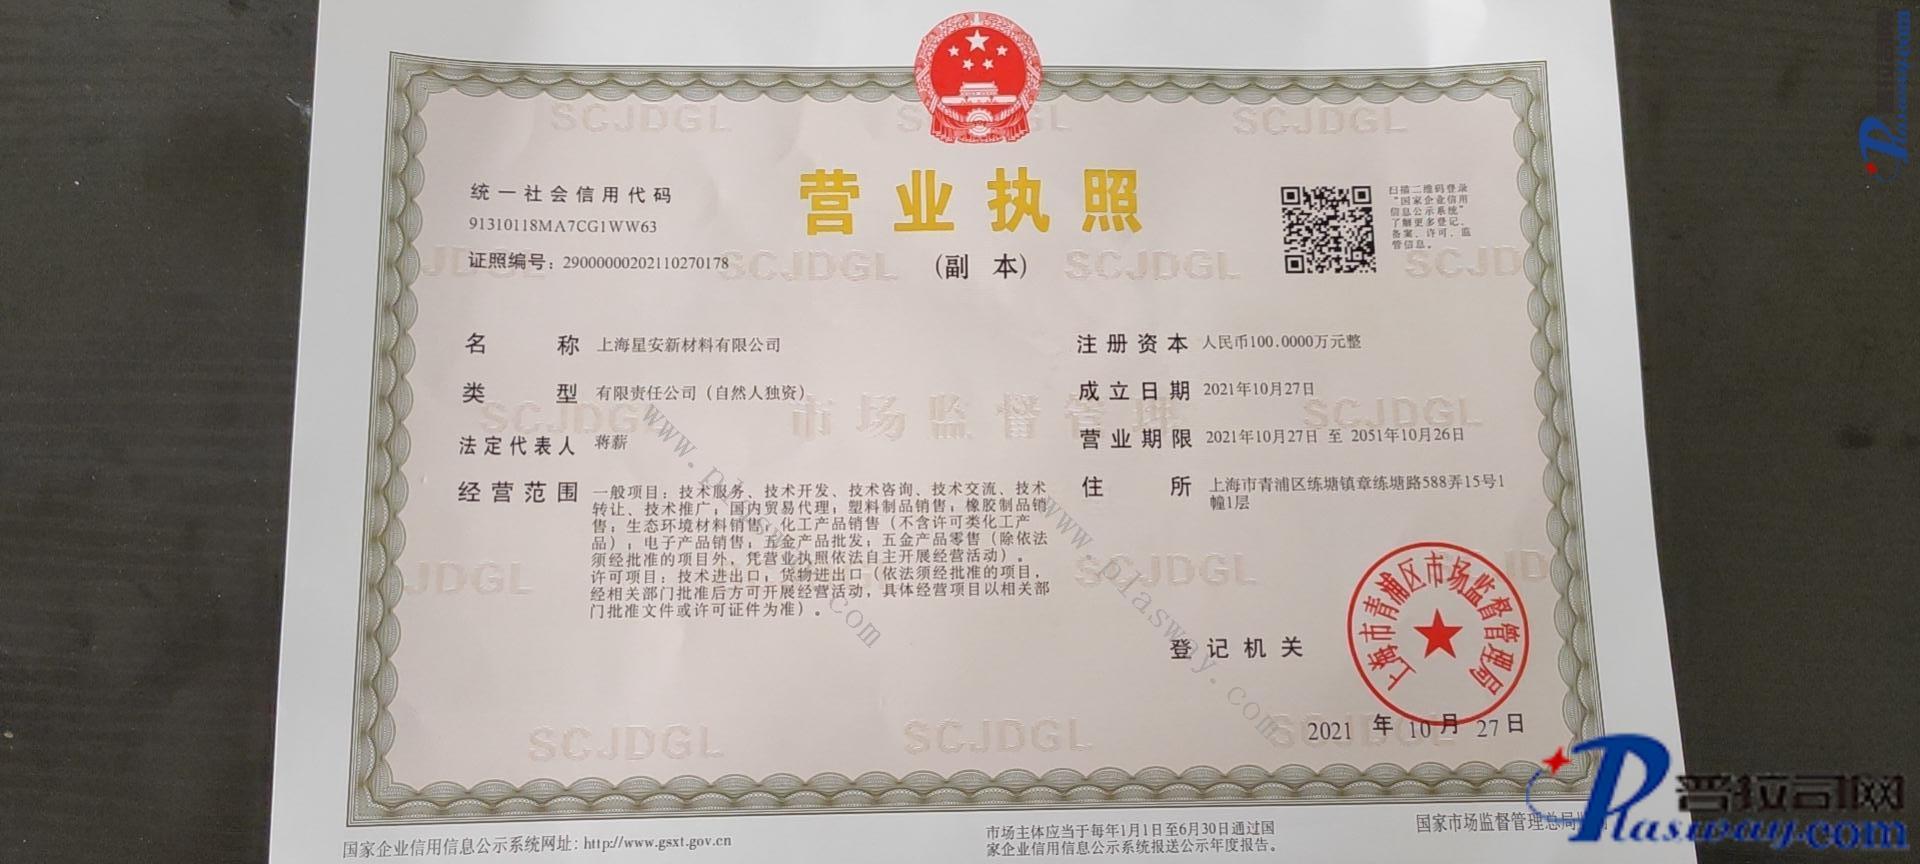 SCJDGL
营业执照
(副 本)
统一社会信用代码
91310118MA7CG1WW63
证照编号：29000000202110270178
扫描二维码登录
“国家企业信用
信息公示系统”
了解更多登记、
备案、许可、监
管信息。
名 称 上海星安新材料有限公司
类 型 有限责任公司（自然人独资）
法定代表人 蒋薪
经营范围 一般项目：技术服务、技术开发、技术咨询、技术交流、技术
转让、技术推广；国内贸易代理；塑料制品销售；橡胶制品销
售；生态环境材料销售；化工产品销售（不含许可类化工产
品）；电子产品销售；五金产品批发；五金产品零售（除依法
须经批准的项目外，凭营业执照依法自主开展经营活动）。
许可项目：技术进出口；货物进出口（依法须经批准的项目，
经相关部门批准后方可开展经营活动，具体经营项目以相关部
门批准文件或许可证件为准）。
注册资本 人民币100.0000万元整
成立日期 2021年10月27日
营业期限 2021年10月27日 至 2051年10月26日
住 所 上海市青浦区练塘镇章练塘路588弄15号1
幢1层
市场监督管理
www.plasway.com
www.plasway.com
登记机关
上海市青浦区市场监督管理局
2021 年 10 月 27 日
国家企业信用信息公示系统网址：http://www.gsxt.gov.cn
市场主体应当于每年1月1日至6月30日通过国
家企业信用信息公示系统报送公示年度报告。
国家市场监督管理总局
普拉司网
Plasway.com
Plasway.com